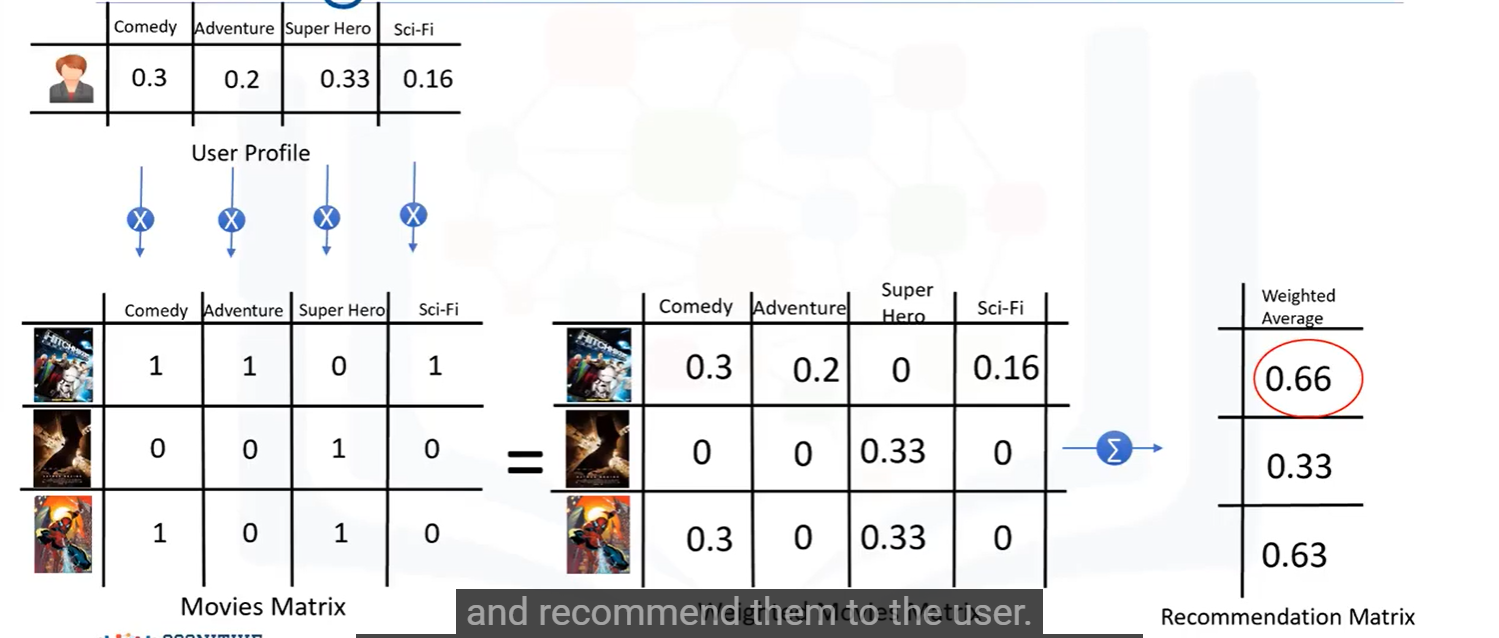 Comedy Adventure Super Hero Sci-Fi
0.3 0.2 0.33 0.16
User Profile
X X X X
Comedy Adventure Super Hero Sci-Fi
1 1 0 1
0 0 1 0
1 0 1 0
Movies Matrix
=
Comedy Adventure Super Hero Sci-Fi
0.3 0.2 0 0.16
0 0 0.33 0
0.3 0 0.33 0
Weighted Movies Matrix
∑
Weighted
Average
0.66
0.33
0.63
Recommendation Matrix
and recommend them to the user.